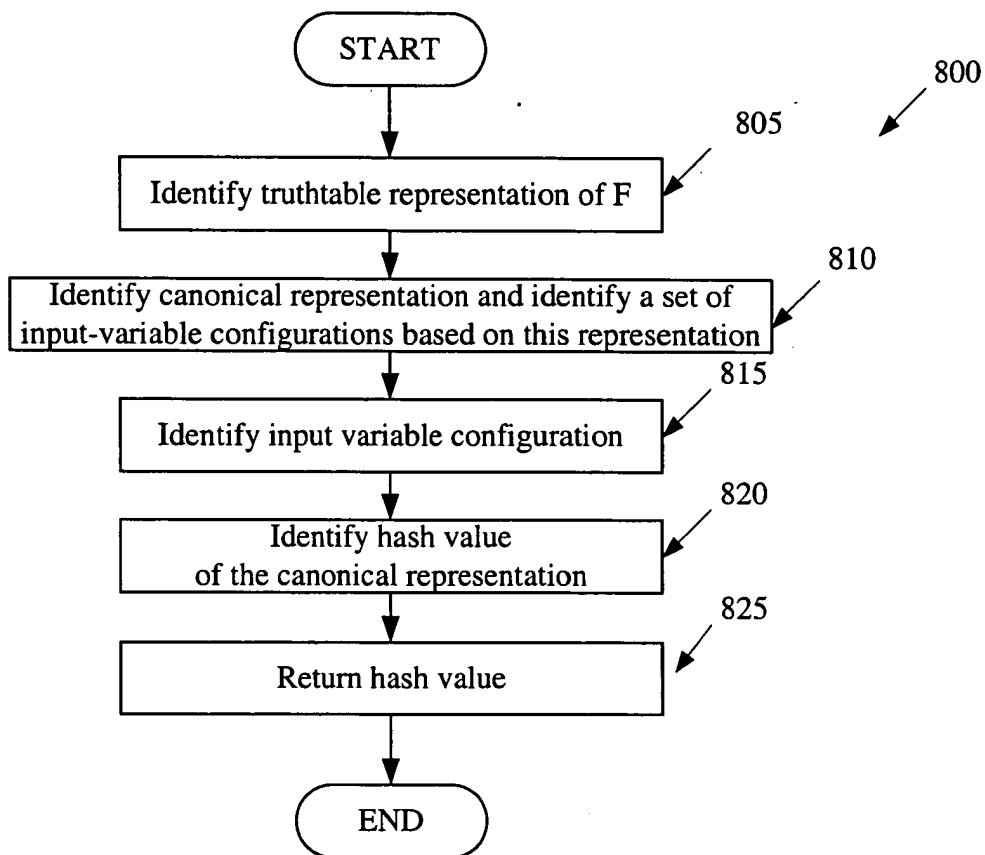 START
800
805
Identify truthtable representation of F
810
Identify canonical representation and identify a set of
input-variable configurations based on this representation
815
Identify input variable configuration
820
Identify hash value
of the canonical representation
825
Return hash value
END